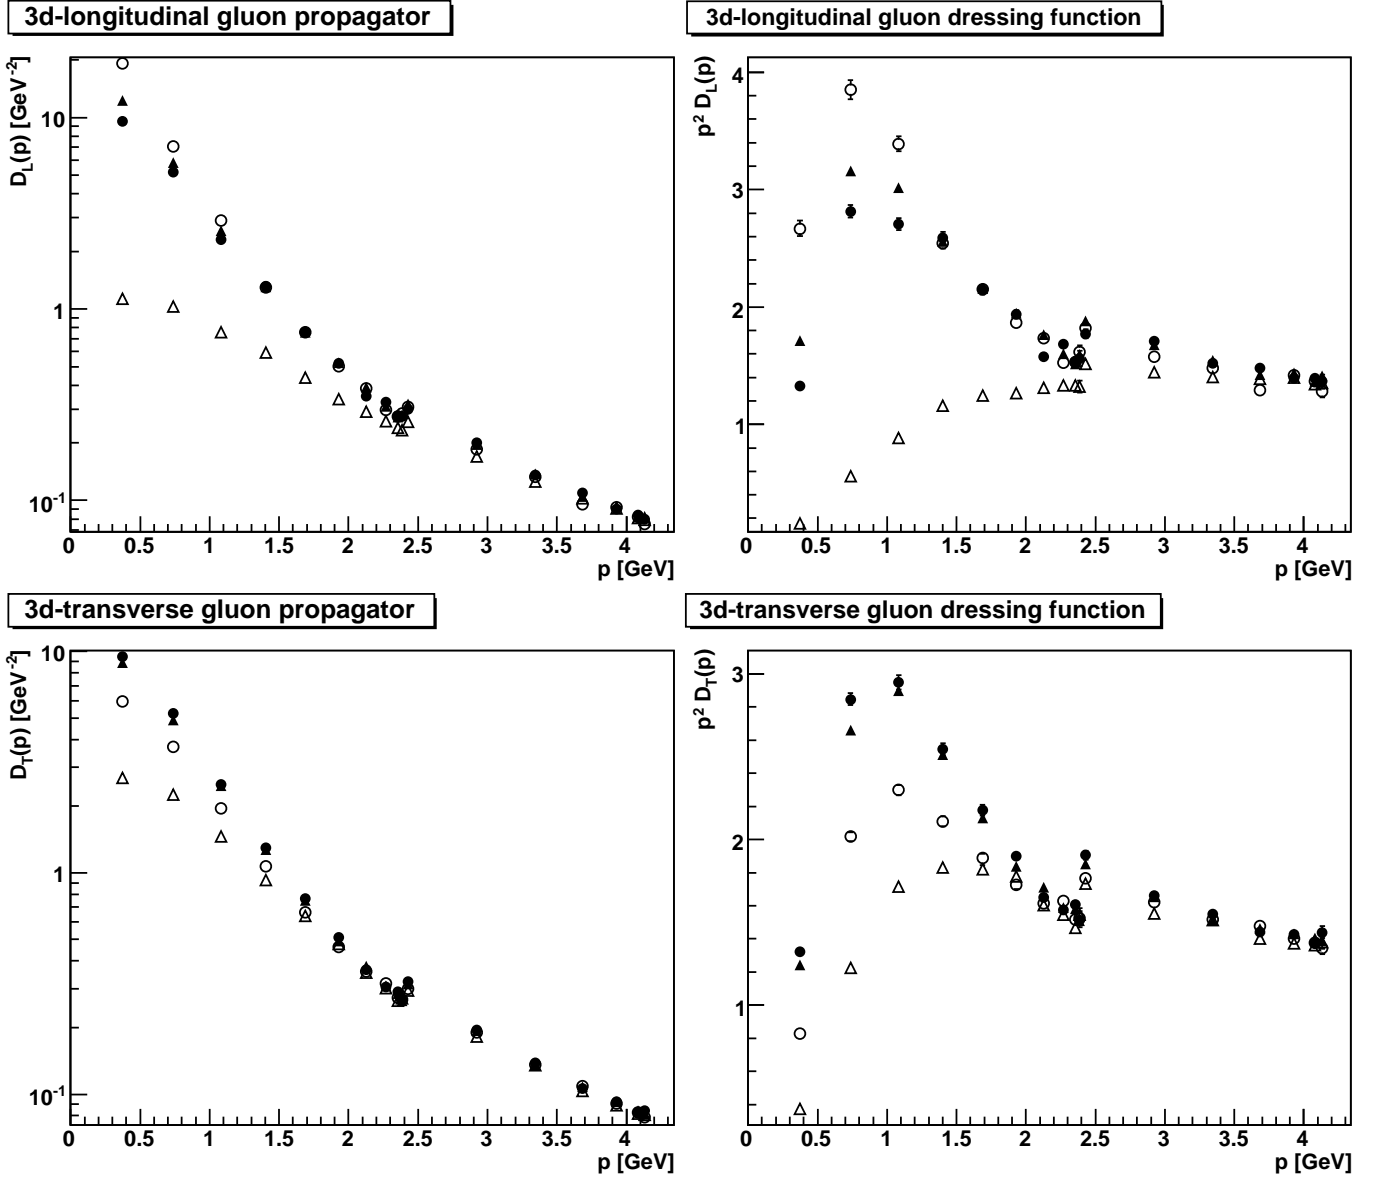 3d-longitudinal gluon propagator
D_L(p) [GeV^-2]
10
1
10^-1
0 0.5 1 1.5 2 2.5 3 3.5 4
p [GeV]
3d-longitudinal gluon dressing function
p^2 D_L(p)
4
3
2
1
0 0.5 1 1.5 2 2.5 3 3.5 4
p [GeV]
3d-transverse gluon propagator
D_T(p) [GeV^-2]
10
1
10^-1
0 0.5 1 1.5 2 2.5 3 3.5 4
p [GeV]
3d-transverse gluon dressing function
p^2 D_T(p)
3
2
1
0 0.5 1 1.5 2 2.5 3 3.5 4
p [GeV]